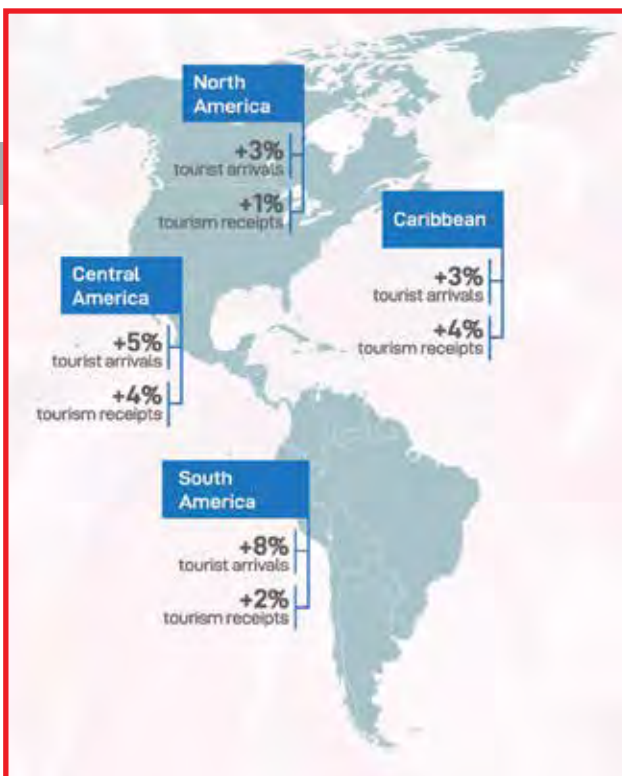 North
America
+3%
tourist arrivals
+1%
tourism receipts
Caribbean
+3%
tourist arrivals
+4%
tourism receipts
Central
America
+5%
tourist arrivals
+4%
tourism receipts
South
America
+8%
tourist arrivals
+2%
tourism receipts